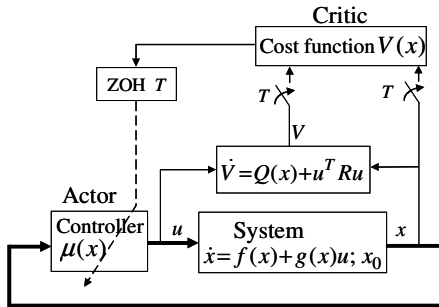 Critic
Cost function V(x)
ZOH T
T
T
V
V̇=Q(x)+u^T Ru
Actor
Controller
μ(x)
u
System
ẋ=f(x)+g(x)u; x₀
x